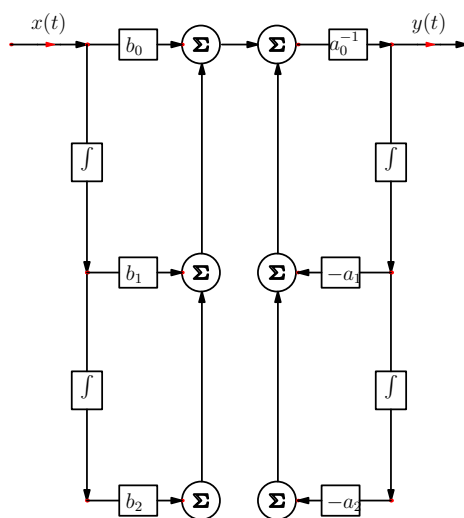 x(t) y(t)
b₀ Σ Σ a₀⁻¹
∫ ∫
b₁ Σ Σ −a₁
∫ ∫
b₂ Σ Σ −a₂